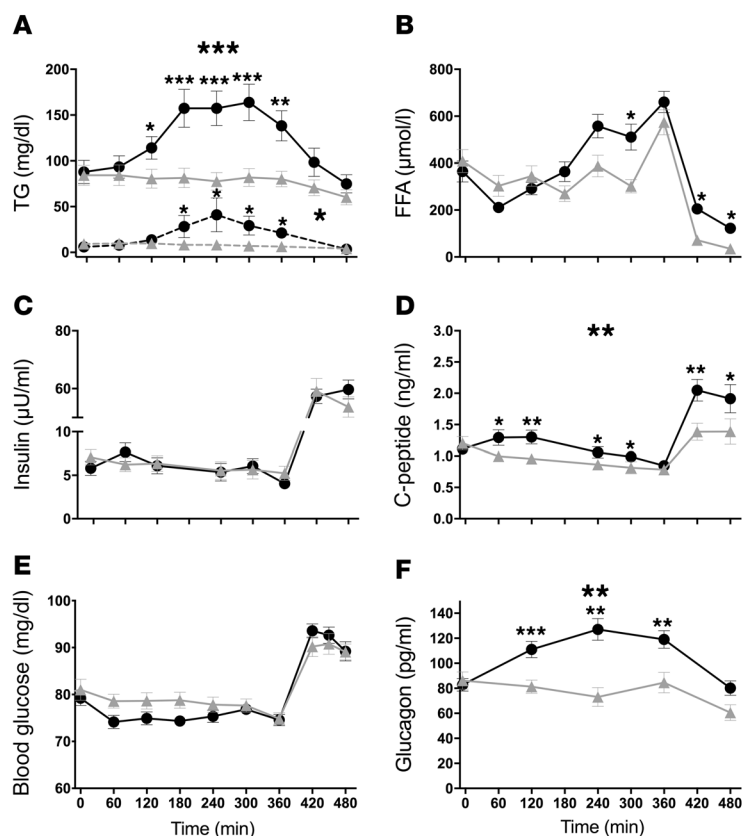 A
***
200
*** *** ***
**
*
150
100
50
0
* * * * *
*
TG (mg/dl)
B
800
600
400
200
0
*
* *
FFA (µmol/l)
C
80
60
10
5
0
Insulin (µU/ml)
D
**
3.0
2.5
2.0
1.5
1.0
0.5
0.0
* ** * * ** *
C-peptide (ng/ml)
E
100
90
80
70
60
Blood glucose (mg/dl)
0 60 120 180 240 300 360 420 480
Time (min)
F
**
*** ** **
140
120
100
80
60
40
20
0
Glucagon (pg/ml)
0 60 120 180 240 300 360 420 480
Time (min)